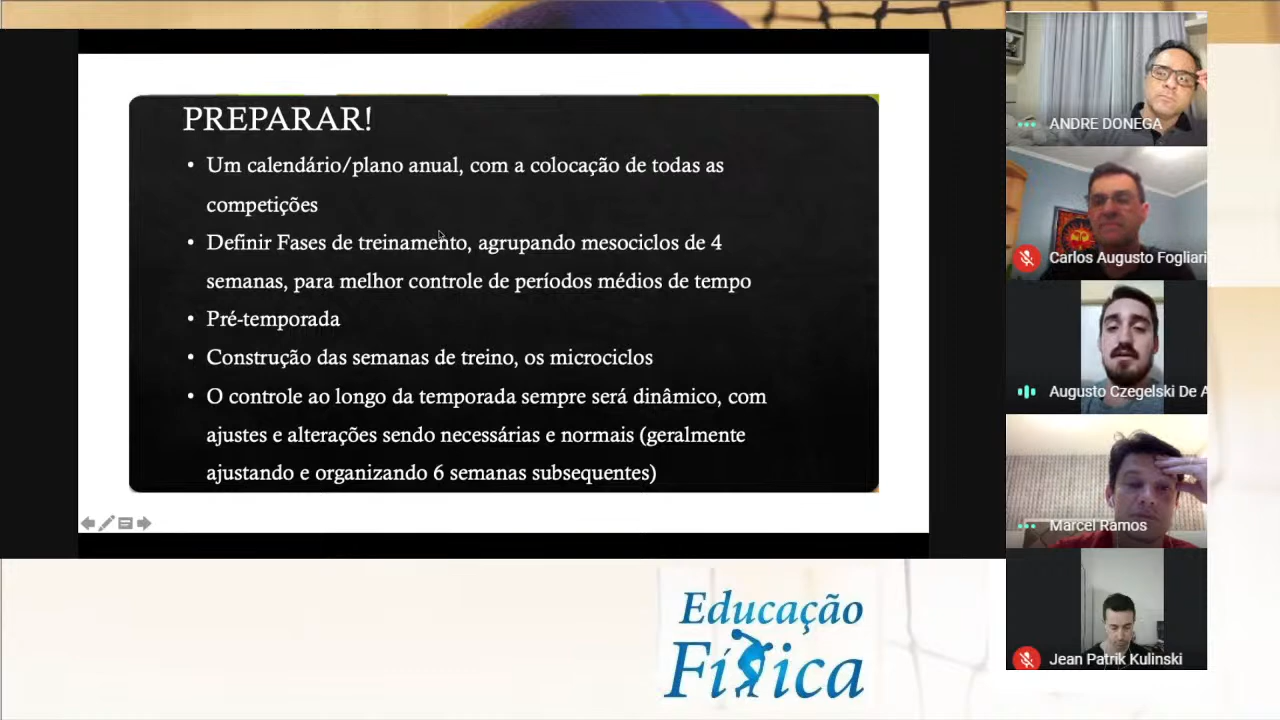 PREPARAR!
• Um calendário/plano anual, com a colocação de todas as
competições
• Definir Fases de treinamento, agrupando mesociclos de 4
semanas, para melhor controle de períodos médios de tempo
• Pré-temporada
• Construção das semanas de treino, os microciclos
• O controle ao longo da temporada sempre será dinâmico, com
ajustes e alterações sendo necessárias e normais (geralmente
ajustando e organizando 6 semanas subsequentes)
ANDRE DONEGA
Carlos Augusto Fogliari
Augusto Czegelski De A
Marcel Ramos
Jean Patrik Kulinski
Educação
Física